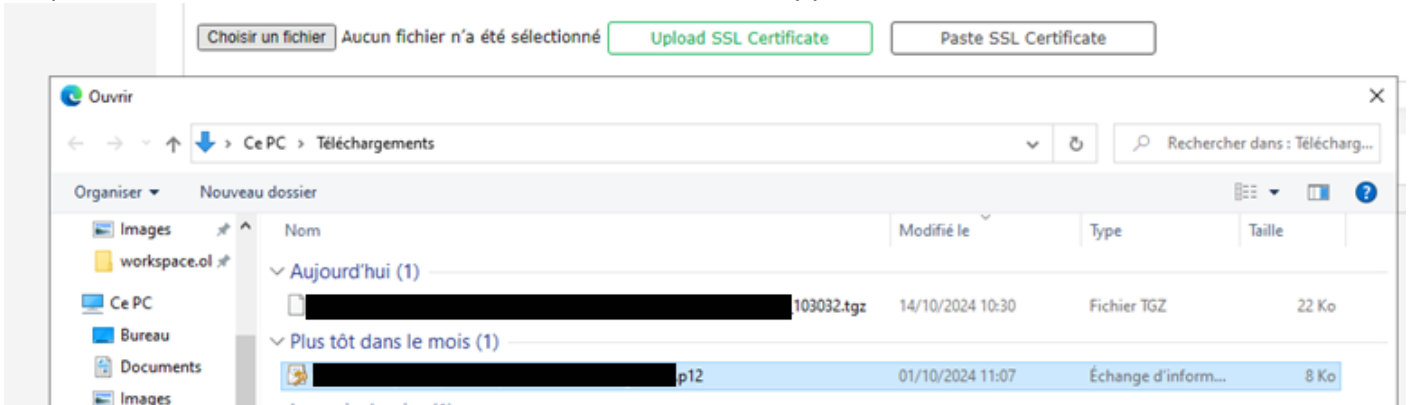 Choisir un fichier Aucun fichier n'a été sélectionné Upload SSL Certificate Paste SSL Certificate
Ouvrir
Ce PC > Téléchargements Rechercher dans : Télécharg...
Organiser Nouveau dossier
Images Nom Modifié le Type Taille
workspace.ol
Aujourd'hui (1)
Ce PC 103032.tgz 14/10/2024 10:30 Fichier TGZ 22 Ko
Bureau
Plus tôt dans le mois (1)
Documents .p12 01/10/2024 11:07 Échange d'inform... 8 Ko
Images